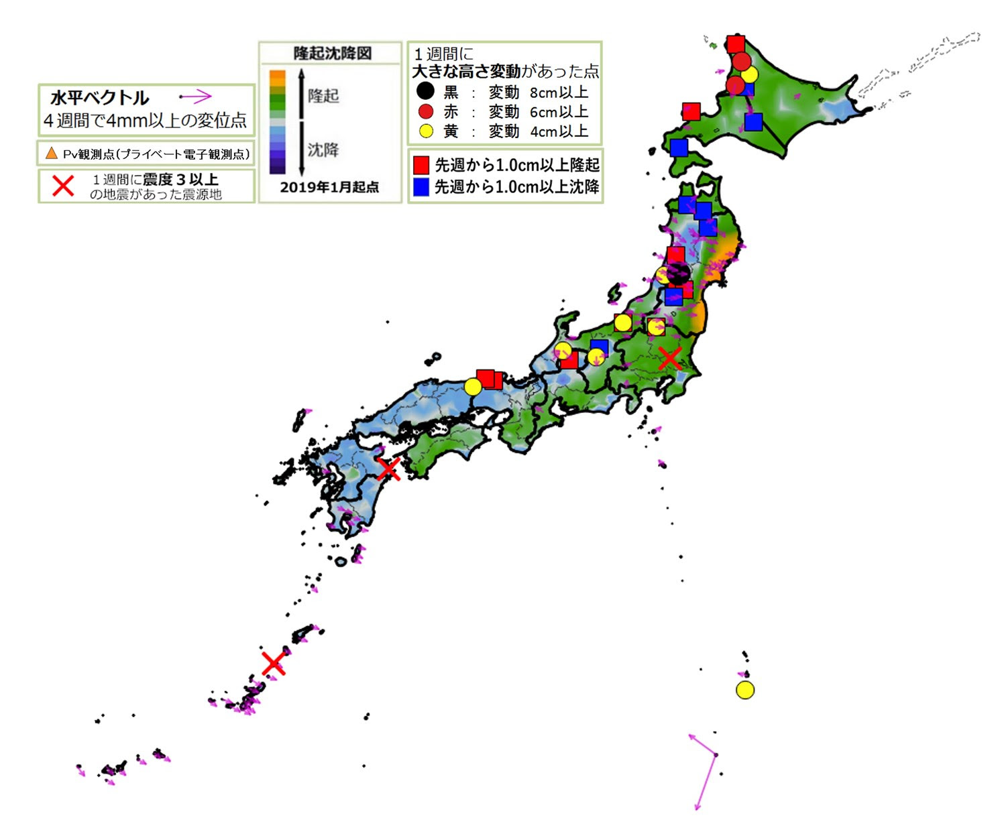 水平ベクトル
４週間で4mm以上の変位点
Pv観測点（プライベート電子観測点）
１週間に震度３以上
の地震があった震源地
隆起沈降図
隆起
沈降
2019年1月起点
１週間に
大きな高さ変動があった点
黒 ： 変動 8cm以上
赤 ： 変動 6cm以上
黄 ： 変動 4cm以上
先週から1.0cm以上隆起
先週から1.0cm以上沈降